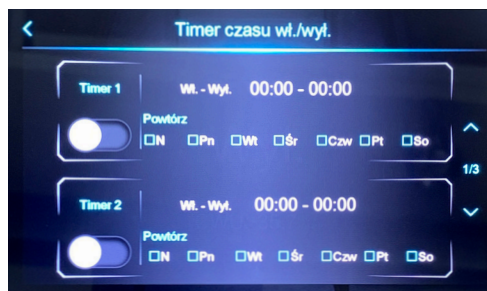 Timer czasu wł./wył.
Timer 1 Wł. - Wył. 00:00 - 00:00
Powtórz
N Pn Wt Śr Czw Pt So
1/3
Timer 2 Wł. - Wył. 00:00 - 00:00
Powtórz
N Pn Wt Śr Czw Pt So